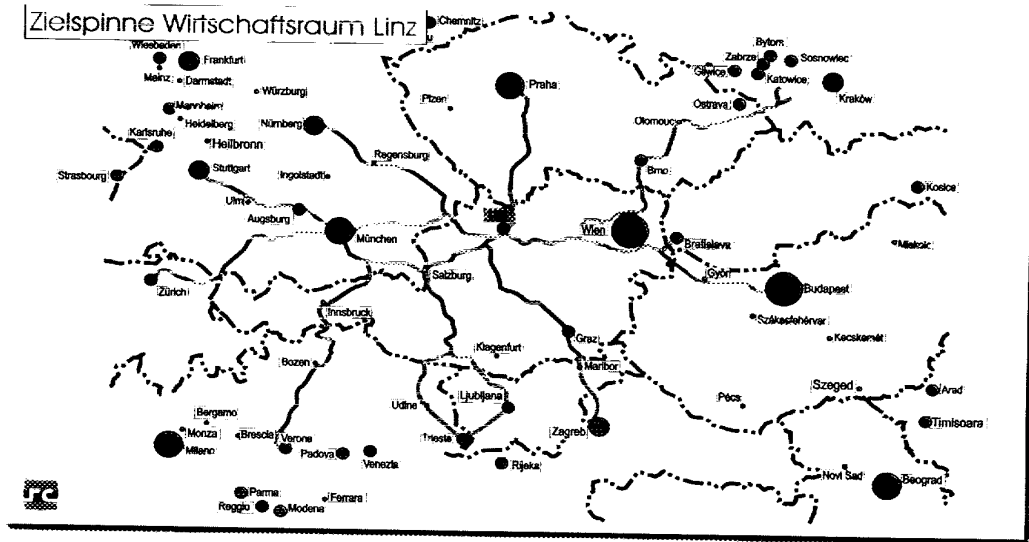 Zielspinne Wirtschaftsraum Linz
Chemnitz
Wiesbaden
Frankfurt
Mainz
Darmstadt
Würzburg
Mannheim
Heidelberg
Nürnberg
Karlsruhe
Heilbronn
Regensburg
Strasbourg
Stuttgart
Ingolstadt
Ulm
Augsburg
München
Zürich
Plzen
Praha
Bytom
Zabrze
Sosnowiec
Gliwice
Katowice
Kraków
Ostrava
Olomouc
Brno
Kosice
Wien
Bratislava
Miskolc
Salzburg
Györ
Budapest
Innsbruck
Székesfehérvar
Kecskemét
Graz
Klagenfurt
Bozen
Maribor
Szeged
Arad
Udine
Ljubljana
Pécs
Bergamo
Monza
Milano
Brescia
Verona
Padova
Venezia
Trieste
Zagreb
Rijeka
Timisoara
Novi Sad
Beograd
Parma
Reggio
Modena
Ferrara
rc